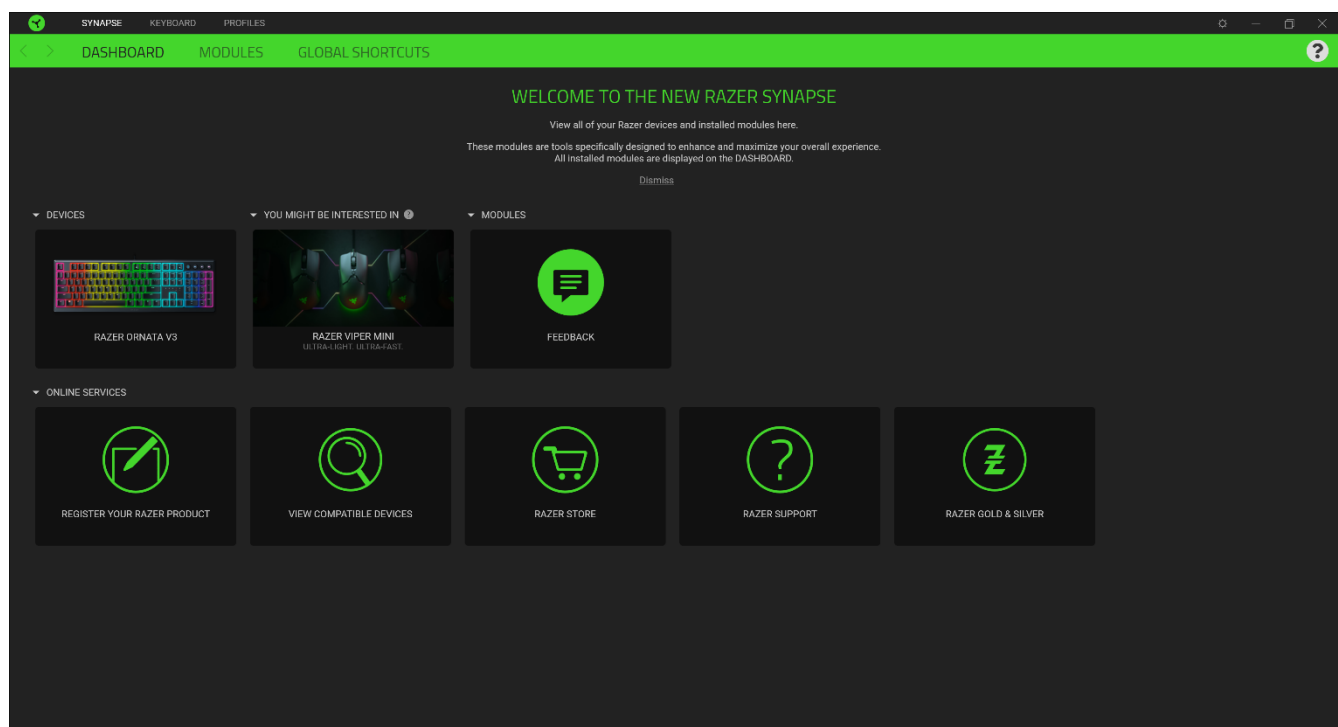 SYNAPSE KEYBOARD PROFILES
DASHBOARD MODULES GLOBAL SHORTCUTS
?
WELCOME TO THE NEW RAZER SYNAPSE
View all of your Razer devices and installed modules here.
These modules are tools specifically designed to enhance and maximize your overall experience.
All installed modules are displayed on the DASHBOARD.
Dismiss
DEVICES
YOU MIGHT BE INTERESTED IN ?
MODULES
RAZER ORNATA V3
RAZER VIPER MINI
ULTRA-LIGHT. ULTRA-FAST.
FEEDBACK
ONLINE SERVICES
REGISTER YOUR RAZER PRODUCT
VIEW COMPATIBLE DEVICES
RAZER STORE
RAZER SUPPORT
RAZER GOLD & SILVER